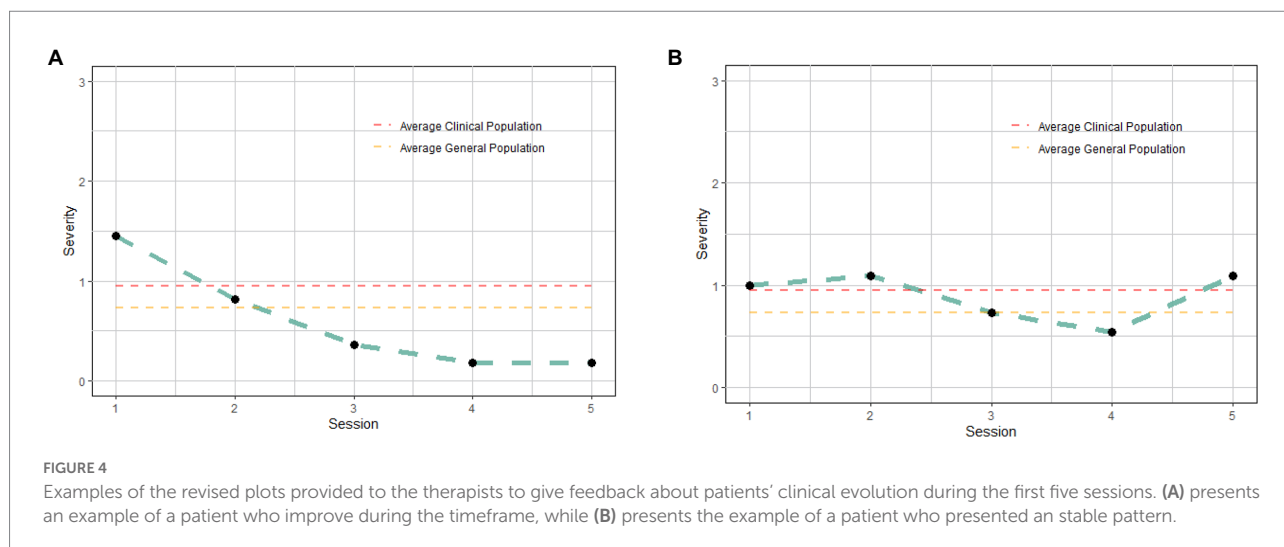 A
3
2
1
0
Severity
Average Clinical Population
Average General Population
1 2 3 4 5
Session
B
3
2
1
0
Severity
Average Clinical Population
Average General Population
1 2 3 4 5
Session
FIGURE 4
Examples of the revised plots provided to the therapists to give feedback about patients’ clinical evolution during the first five sessions. (A) presents
an example of a patient who improve during the timeframe, while (B) presents the example of a patient who presented an stable pattern.